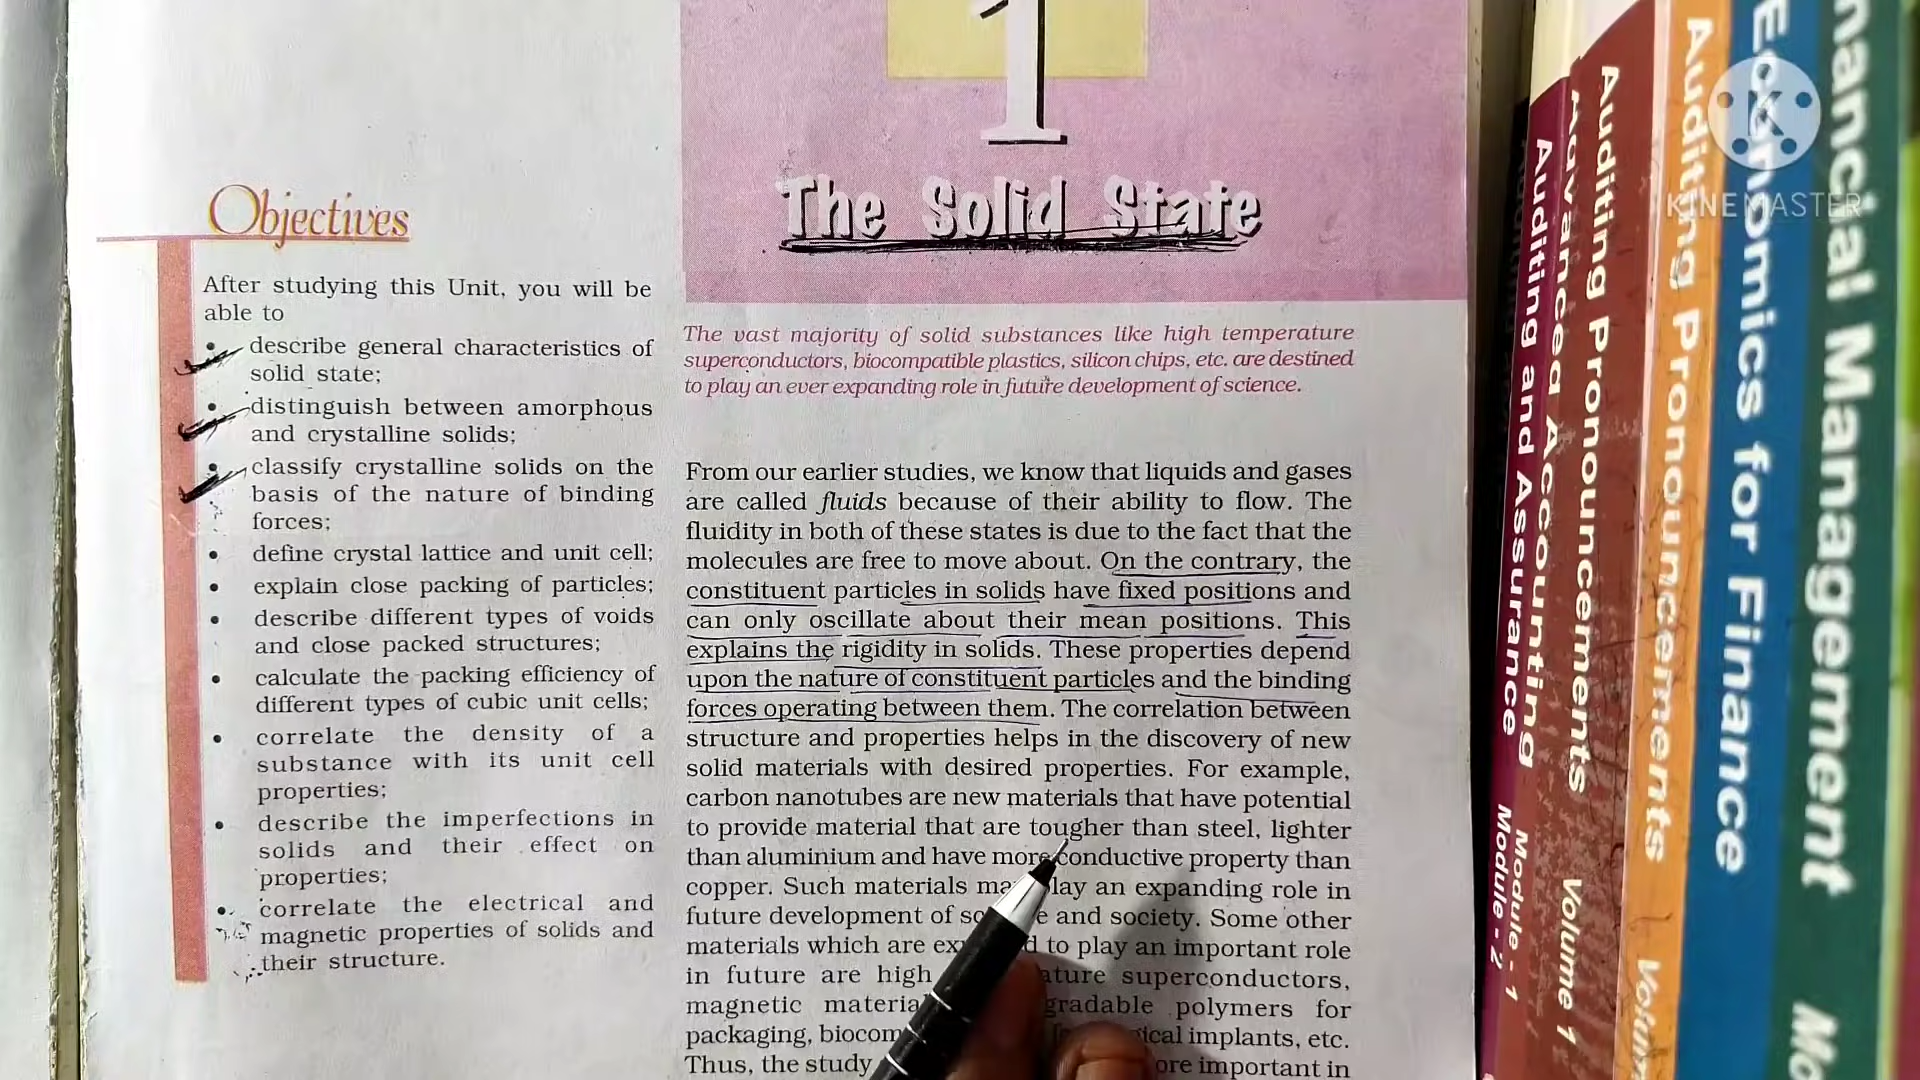 1
The Solid State
Objectives
After studying this Unit, you will be
able to
• describe general characteristics of
solid state;
• distinguish between amorphous
and crystalline solids;
• classify crystalline solids on the
basis of the nature of binding
forces;
• define crystal lattice and unit cell;
• explain close packing of particles;
• describe different types of voids
and close packed structures;
• calculate the packing efficiency of
different types of cubic unit cells;
• correlate the density of a
substance with its unit cell
properties;
• describe the imperfections in
solids and their effect on
properties;
• correlate the electrical and
magnetic properties of solids and
their structure.
The vast majority of solid substances like high temperature
superconductors, biocompatible plastics, silicon chips, etc. are destined
to play an ever expanding role in future development of science.
From our earlier studies, we know that liquids and gases
are called fluids because of their ability to flow. The
fluidity in both of these states is due to the fact that the
molecules are free to move about. On the contrary, the
constituent particles in solids have fixed positions and
can only oscillate about their mean positions. This
explains the rigidity in solids. These properties depend
upon the nature of constituent particles and the binding
forces operating between them. The correlation between
structure and properties helps in the discovery of new
solid materials with desired properties. For example,
carbon nanotubes are new materials that have potential
to provide material that are tougher than steel, lighter
than aluminium and have more conductive property than
copper. Such materials may play an expanding role in
future development of and society. Some other
materials which are to play an important role
in future are high superconductors,
magnetic polymers for
packaging, implants, etc.
Thus, the study important in
Auditing and Assurance
Module - 2
Advanced Accounting
Module - 1
Auditing Pronouncements
Volume 1
Auditing Pronouncements
Economics for Finance
Management
K
KINEMASTER